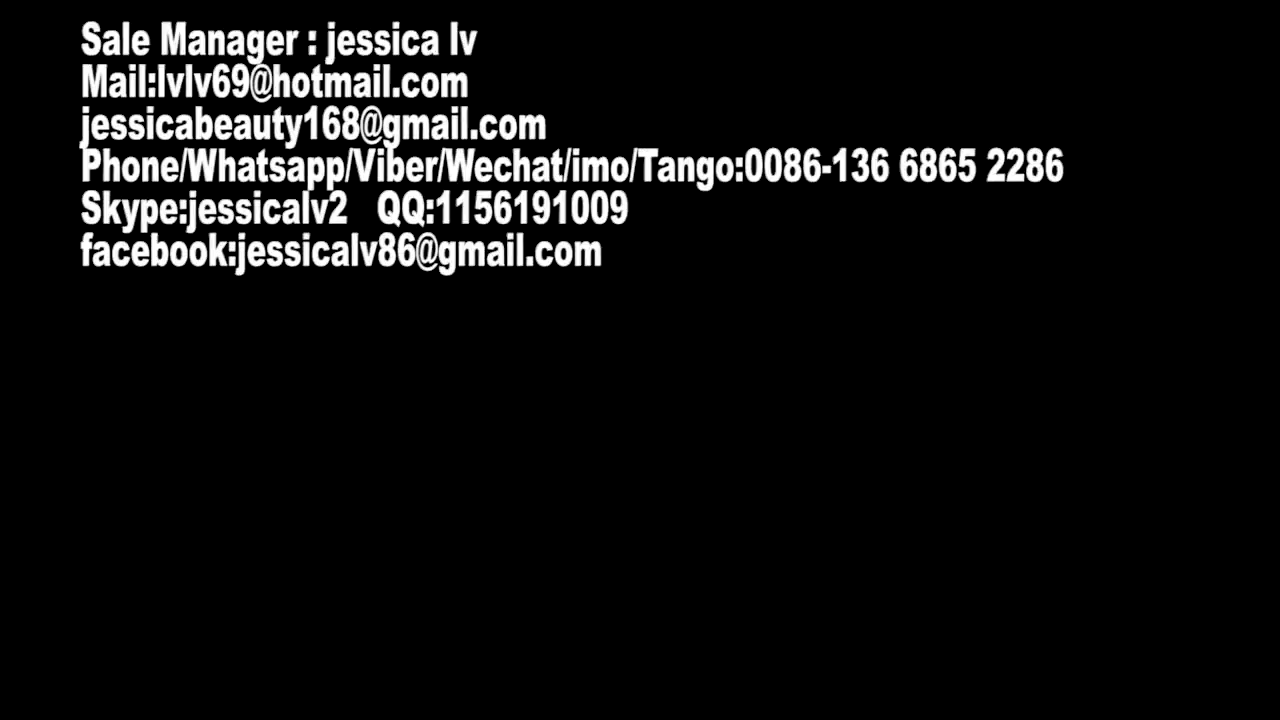 Sale Manager : jessica lv
Mail:lvlv69@hotmail.com
jessicabeauty168@gmail.com
Phone/Whatsapp/Viber/Wechat/imo/Tango:0086-136 6865 2286
Skype:jessicalv2   QQ:1156191009
facebook:jessicalv86@gmail.com